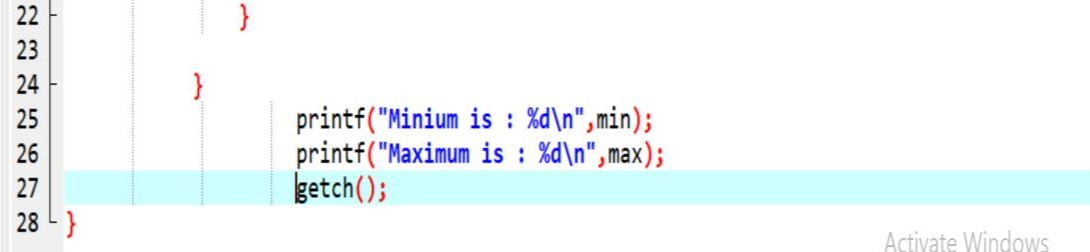 22 }
23
24 }
25 printf("Minium is : %d\n",min);
26 printf("Maximum is : %d\n",max);
27 getch();
28 }
Activate Windows